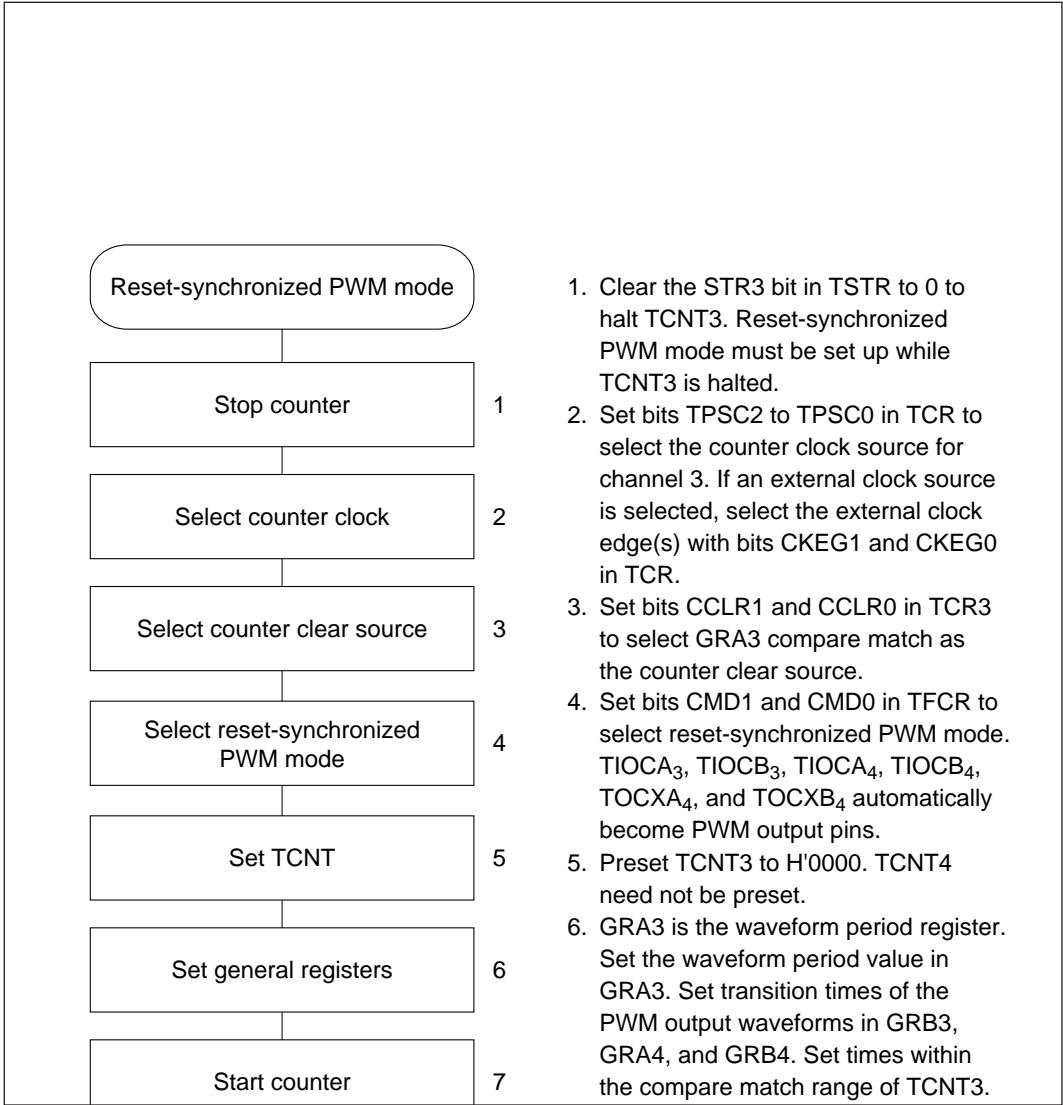 Reset-synchronized PWM mode
Stop counter
1
Select counter clock
2
Select counter clear source
3
Select reset-synchronized
PWM mode
4
Set TCNT
5
Set general registers
6
Start counter
7
1. Clear the STR3 bit in TSTR to 0 to
halt TCNT3. Reset-synchronized
PWM mode must be set up while
TCNT3 is halted.
2. Set bits TPSC2 to TPSC0 in TCR to
select the counter clock source for
channel 3. If an external clock source
is selected, select the external clock
edge(s) with bits CKEG1 and CKEG0
in TCR.
3. Set bits CCLR1 and CCLR0 in TCR3
to select GRA3 compare match as
the counter clear source.
4. Set bits CMD1 and CMD0 in TFCR to
select reset-synchronized PWM mode.
TIOCA₃, TIOCB₃, TIOCA₄, TIOCB₄,
TOCXA₄, and TOCXB₄ automatically
become PWM output pins.
5. Preset TCNT3 to H'0000. TCNT4
need not be preset.
6. GRA3 is the waveform period register.
Set the waveform period value in
GRA3. Set transition times of the
PWM output waveforms in GRB3,
GRA4, and GRB4. Set times within
the compare match range of TCNT3.